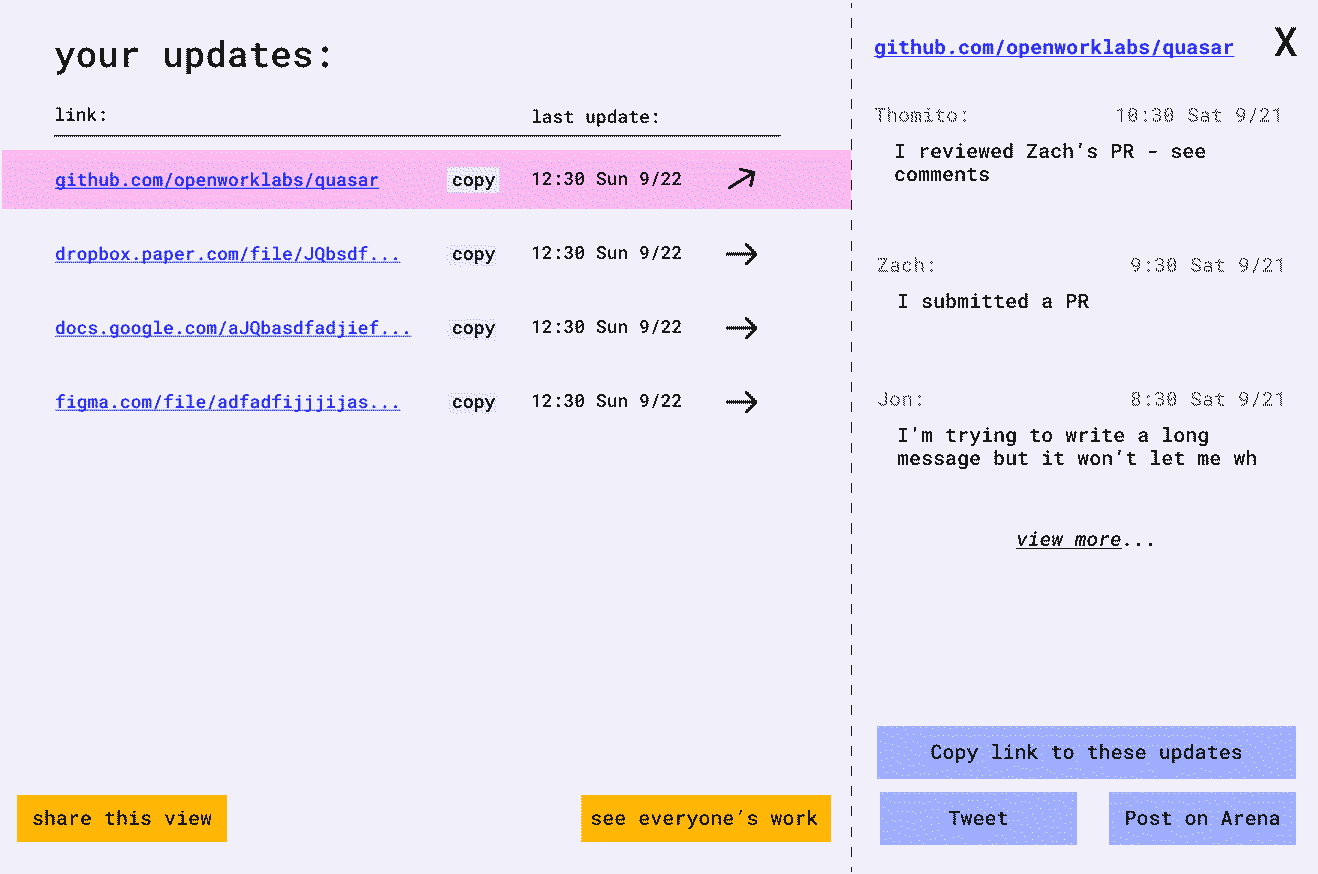 your updates:
link: last update:
github.com/openworklabs/quasar copy 12:30 Sun 9/22
dropbox.paper.com/file/JQbsdf... copy 12:30 Sun 9/22
docs.google.com/aJQbasdfadjief... copy 12:30 Sun 9/22
figma.com/file/adfadfijjjijas... copy 12:30 Sun 9/22
share this view
see everyone’s work
github.com/openworklabs/quasar X
Thomito: 10:30 Sat 9/21
I reviewed Zach’s PR - see
comments
Zach: 9:30 Sat 9/21
I submitted a PR
Jon: 8:30 Sat 9/21
I'm trying to write a long
message but it won’t let me wh
view more...
Copy link to these updates
Tweet
Post on Arena